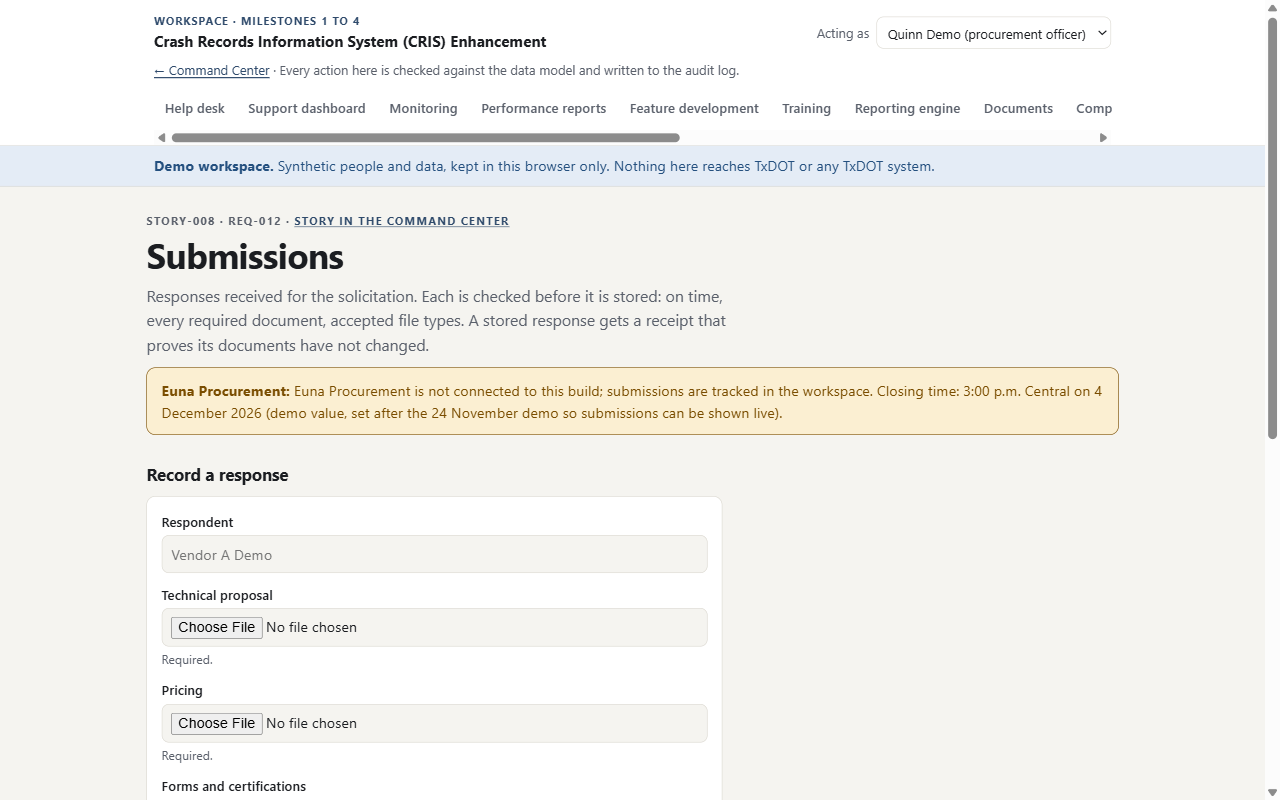 WORKSPACE · MILESTONES 1 TO 4
Crash Records Information System (CRIS) Enhancement
Acting as
Quinn Demo (procurement officer)
← Command Center · Every action here is checked against the data model and written to the audit log.
Help desk Support dashboard Monitoring Performance reports Feature development Training Reporting engine Documents Comp
Demo workspace. Synthetic people and data, kept in this browser only. Nothing here reaches TxDOT or any TxDOT system.
STORY-008 · REQ-012 · STORY IN THE COMMAND CENTER
Submissions
Responses received for the solicitation. Each is checked before it is stored: on time,
every required document, accepted file types. A stored response gets a receipt that
proves its documents have not changed.
Euna Procurement: Euna Procurement is not connected to this build; submissions are tracked in the workspace. Closing time: 3:00 p.m. Central on 4
December 2026 (demo value, set after the 24 November demo so submissions can be shown live).
Record a response
Respondent
Vendor A Demo
Technical proposal
Choose File No file chosen
Required.
Pricing
Choose File No file chosen
Required.
Forms and certifications